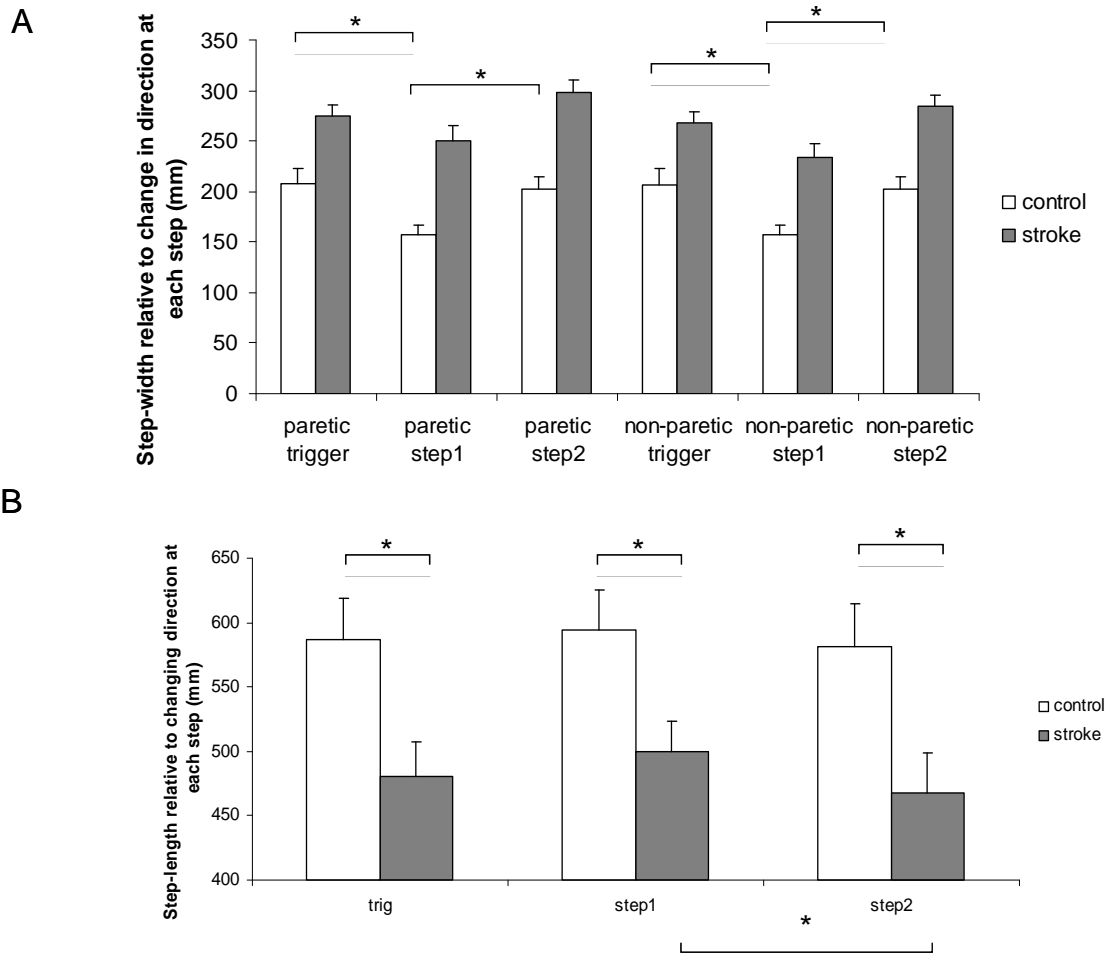 A
Step-width relative to change in direction at
each step (mm)
350
300
250
200
150
100
50
0
*
*
*
*
paretic
trigger
paretic
step1
paretic
step2
non-paretic
trigger
non-paretic
step1
non-paretic
step2
control
stroke
B
Step-length relative to changing direction at
each step (mm)
650
600
550
500
450
400
*
*
*
trig
step1
step2
*
control
stroke